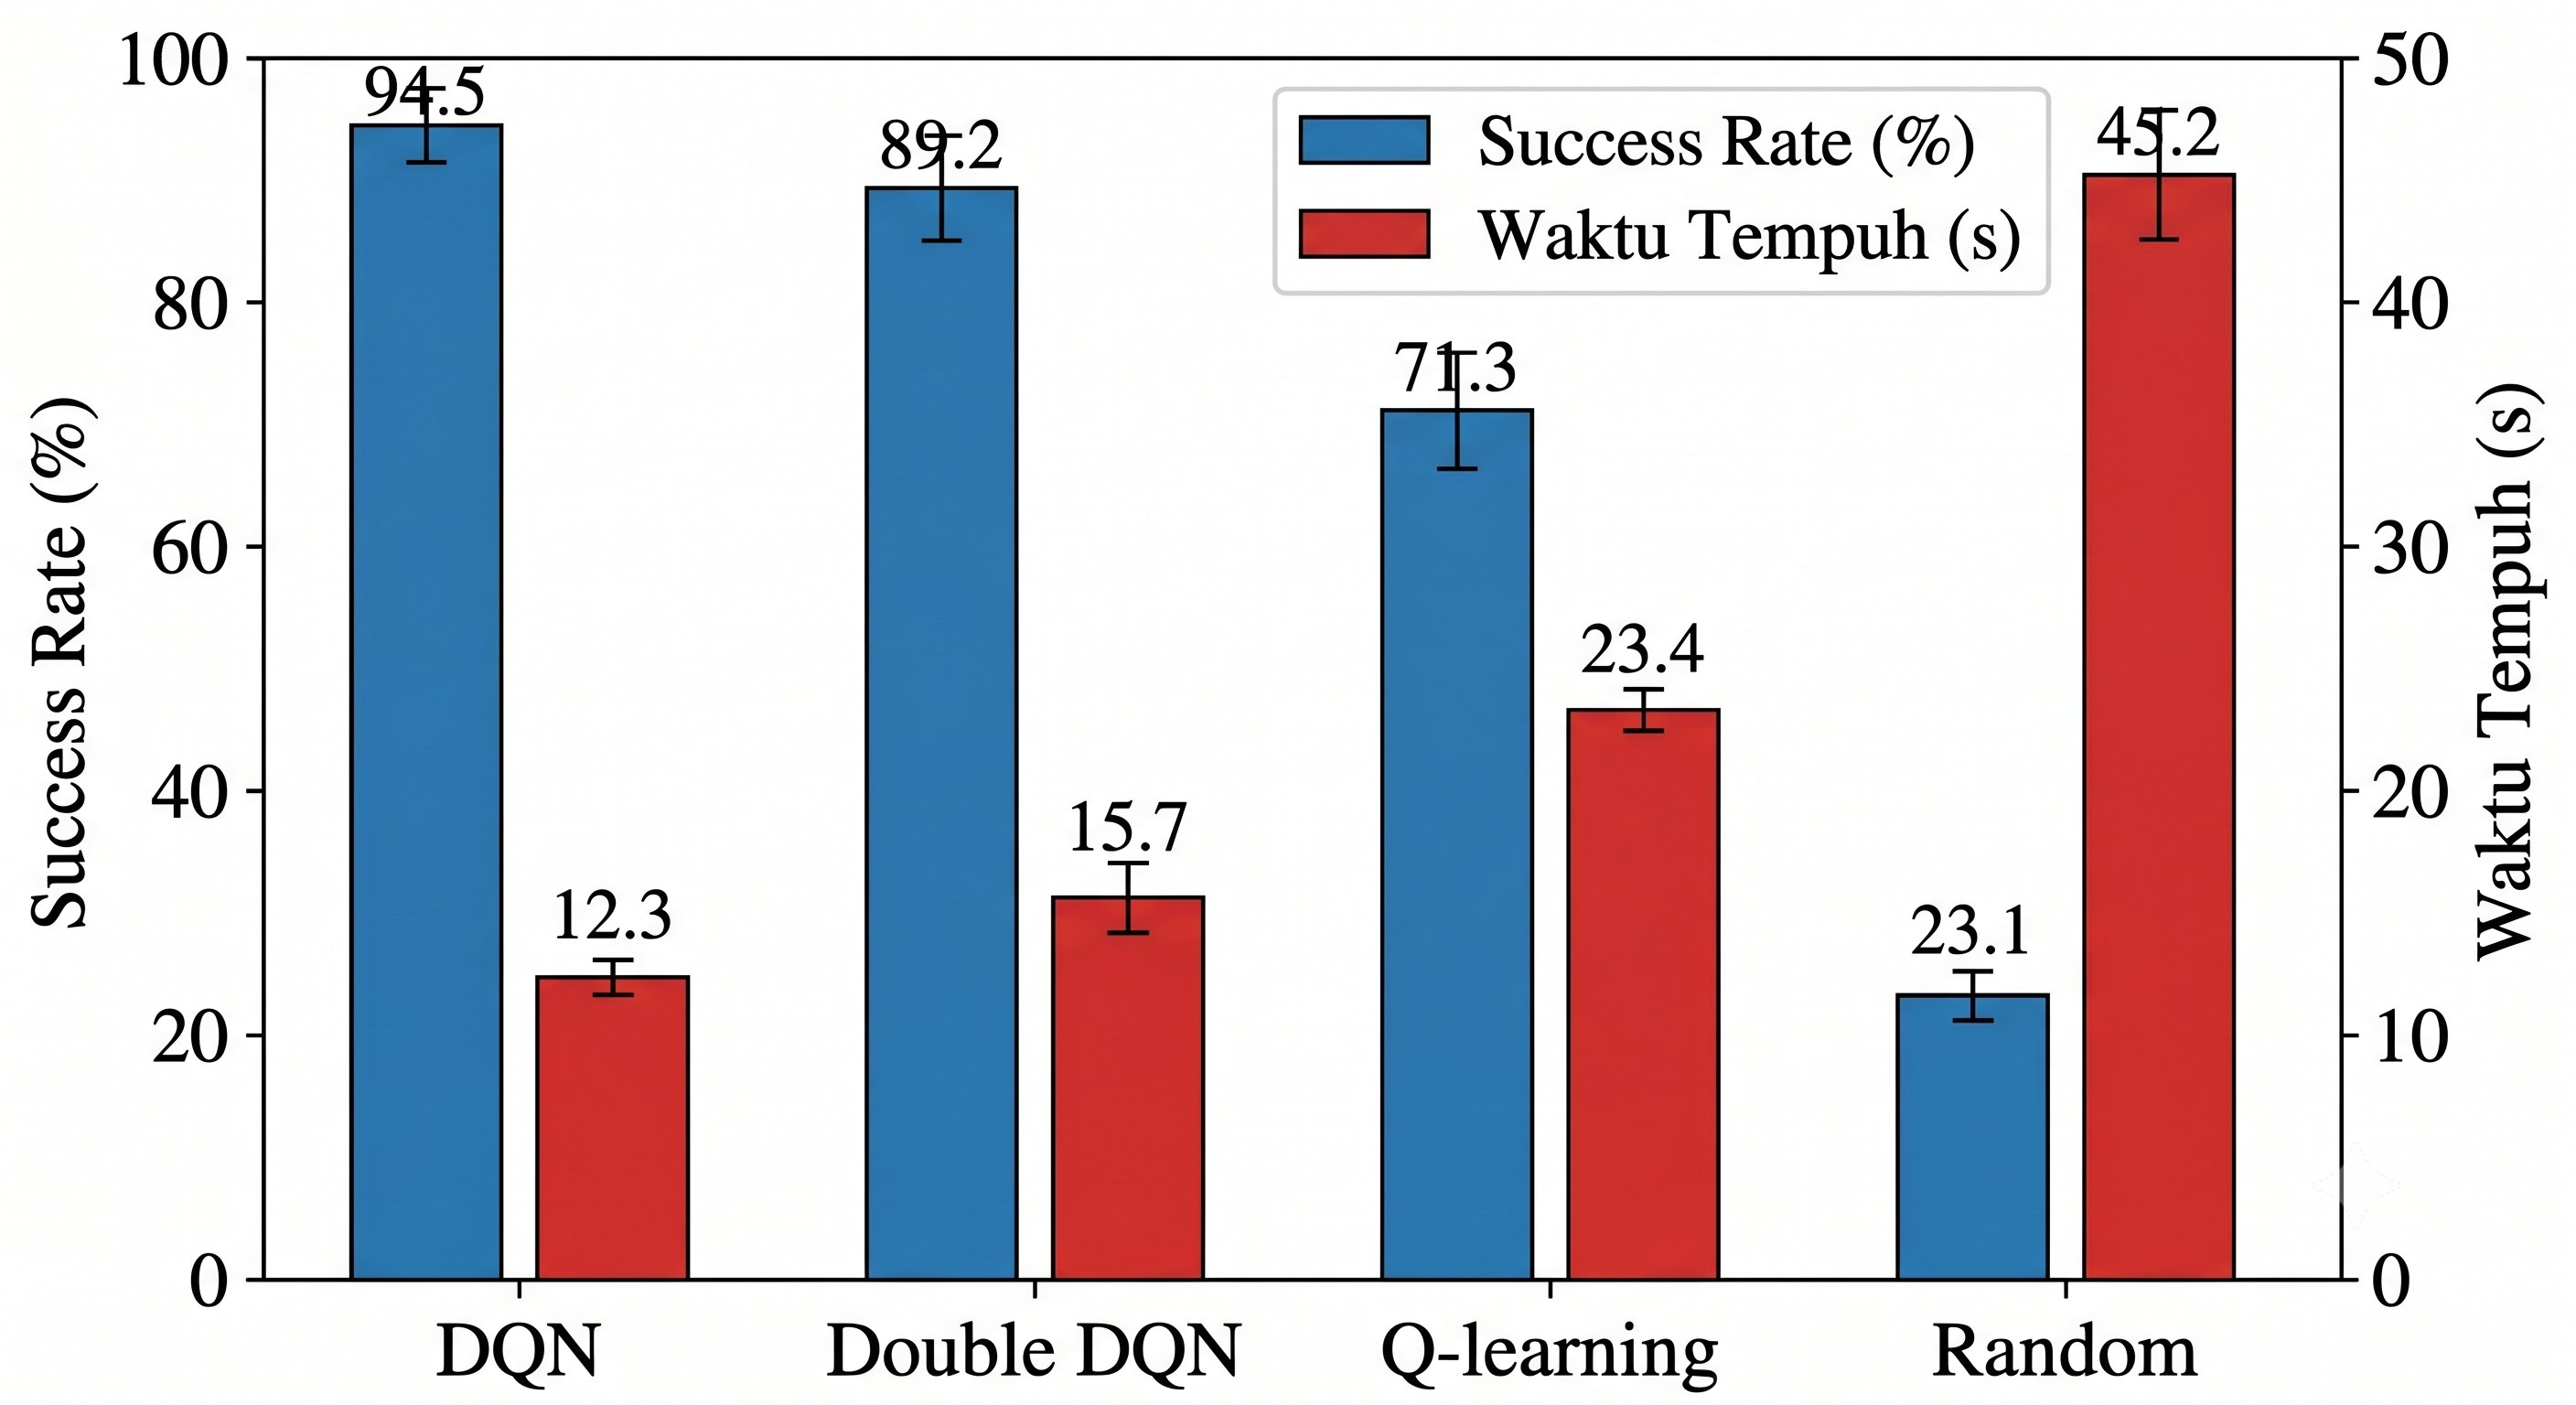 Success Rate (%)
100
80
60
40
20
0
94.5
12.3
89.2
15.7
71.3
23.4
23.1
45.2
Success Rate (%)
Waktu Tempuh (s)
50
40
30
20
10
0
Waktu Tempuh (s)
DQN
Double DQN
Q-learning
Random